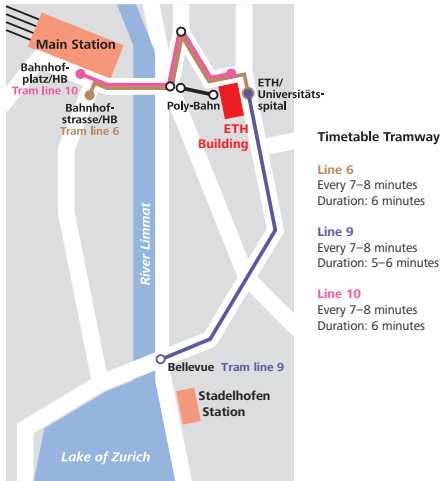 Main Station
Bahnhof-
platz/HB
Tram line 10
Bahnhof-
strasse/HB
Tram line 6
Poly-Bahn
ETH/
Universitäts-
spital
ETH
Building
River Limmat
Bellevue Tram line 9
Stadelhofen
Station
Lake of Zurich
Timetable Tramway
Line 6
Every 7–8 minutes
Duration: 6 minutes
Line 9
Every 7–8 minutes
Duration: 5–6 minutes
Line 10
Every 7–8 minutes
Duration: 6 minutes